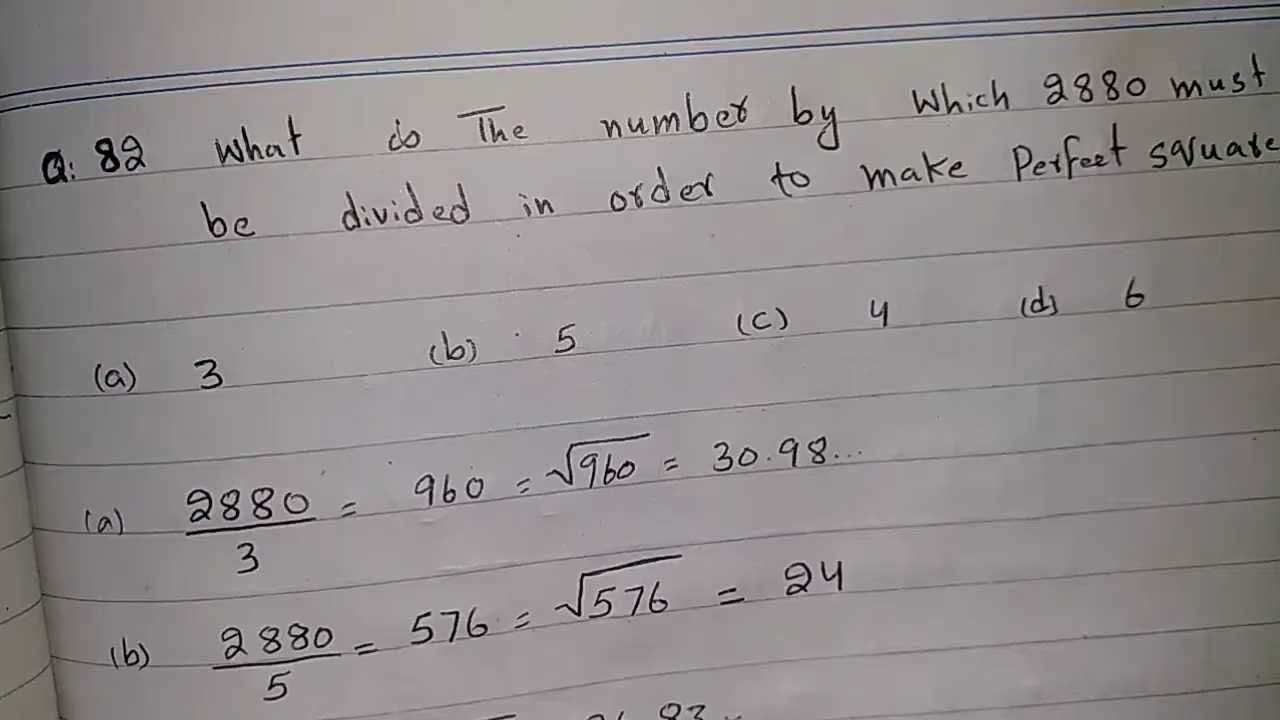 Q: 82 What is The number by Which 2880 must
be divided in order to make Perfect square
(a) 3 (b) 5 (c) 4 (d) 6
(a) 2880/3 = 960 = √960 = 30.98...
(b) 2880/5 = 576 = √576 = 24